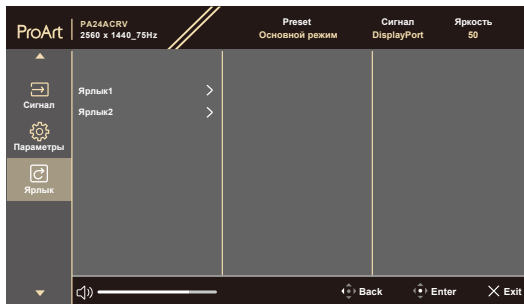 ProArt
PA24ACRV
2560 x 1440_75Hz
Preset
Основной режим
Сигнал
DisplayPort
Яркость
50
Сигнал
Параметры
Ярлык
Ярлык1
Ярлык2
Back
Enter
Exit